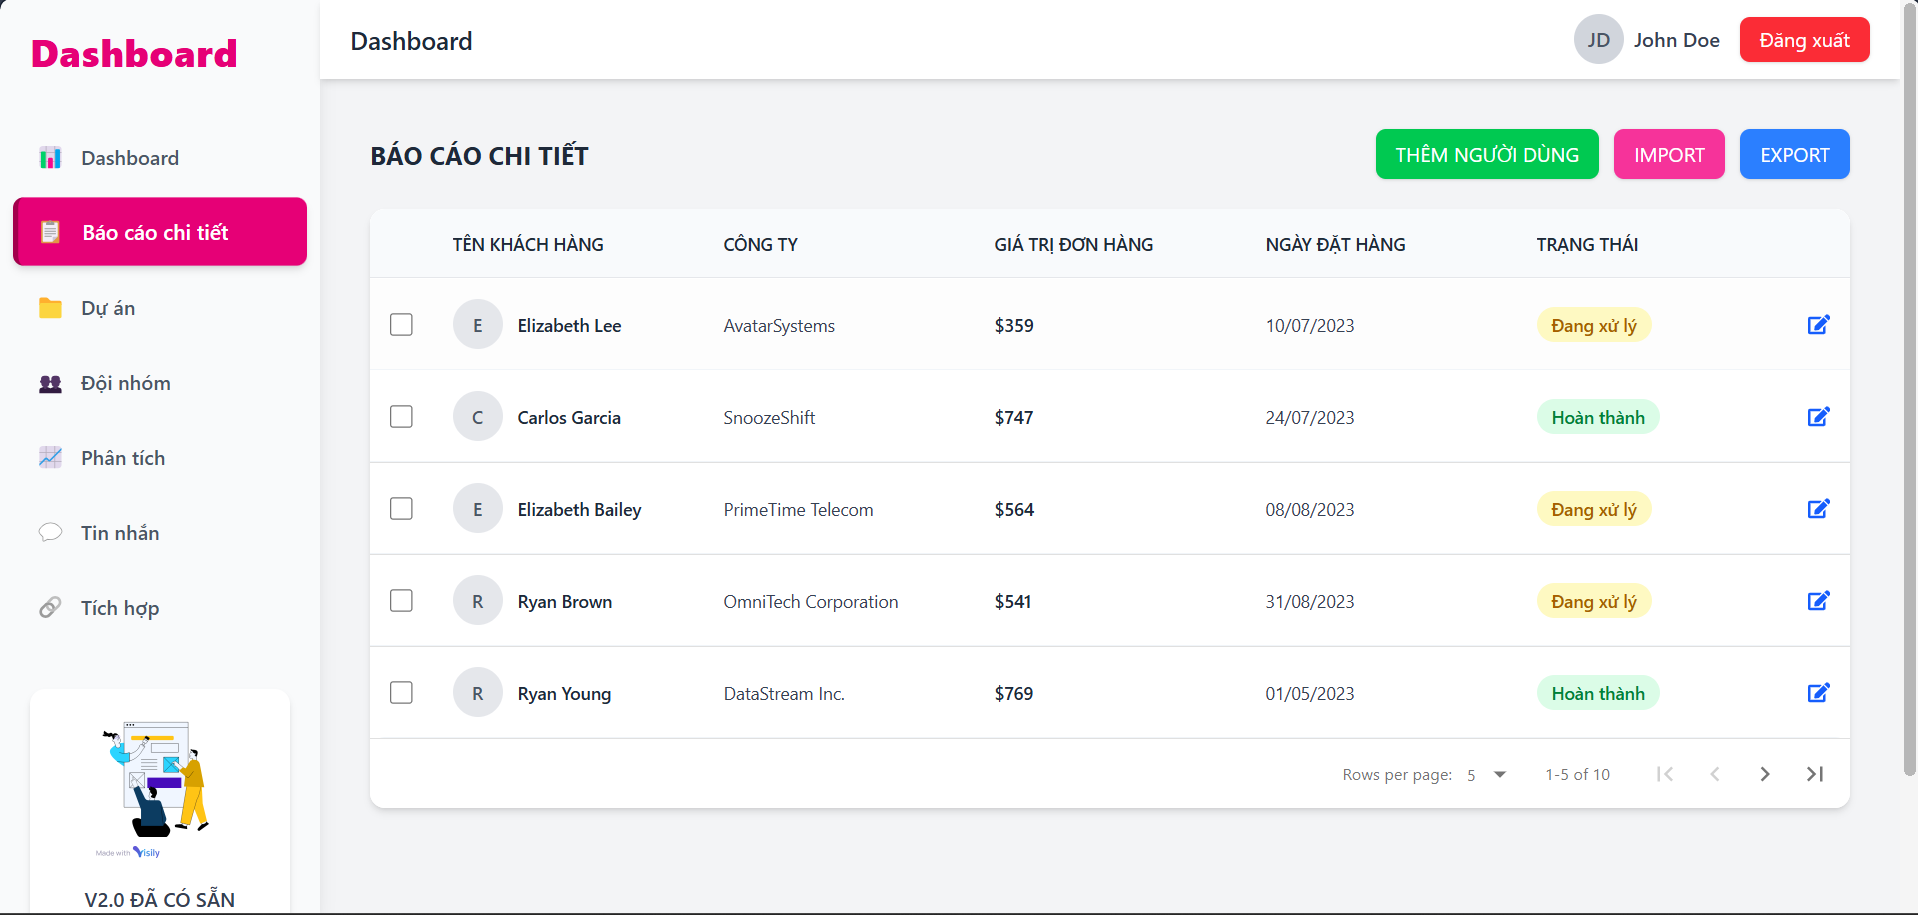 Dashboard
Dashboard
Báo cáo chi tiết
Dự án
Đội nhóm
Phân tích
Tin nhắn
Tích hợp
Made with Visily
V2.0 ĐÃ CÓ SẴN
Dashboard
JD John Doe Đăng xuất
BÁO CÁO CHI TIẾT
THÊM NGƯỜI DÙNG IMPORT EXPORT
TÊN KHÁCH HÀNG CÔNG TY GIÁ TRỊ ĐƠN HÀNG NGÀY ĐẶT HÀNG TRẠNG THÁI
E Elizabeth Lee AvatarSystems $359 10/07/2023 Đang xử lý
C Carlos Garcia SnoozeShift $747 24/07/2023 Hoàn thành
E Elizabeth Bailey PrimeTime Telecom $564 08/08/2023 Đang xử lý
R Ryan Brown OmniTech Corporation $541 31/08/2023 Đang xử lý
R Ryan Young DataStream Inc. $769 01/05/2023 Hoàn thành
Rows per page: 5 1-5 of 10